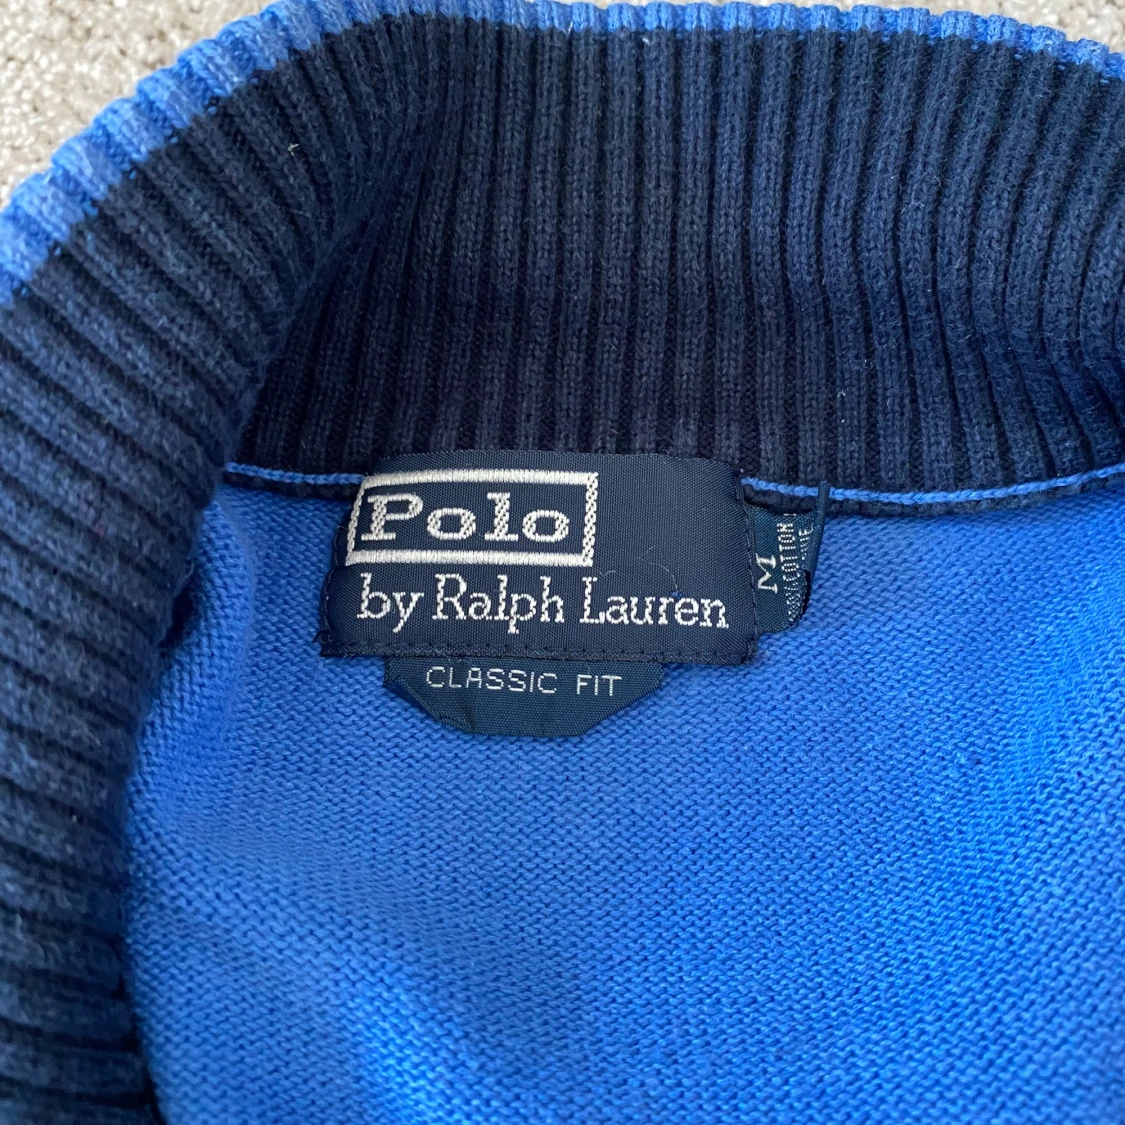 Polo
by Ralph Lauren
CLASSIC FIT
M
COTTON